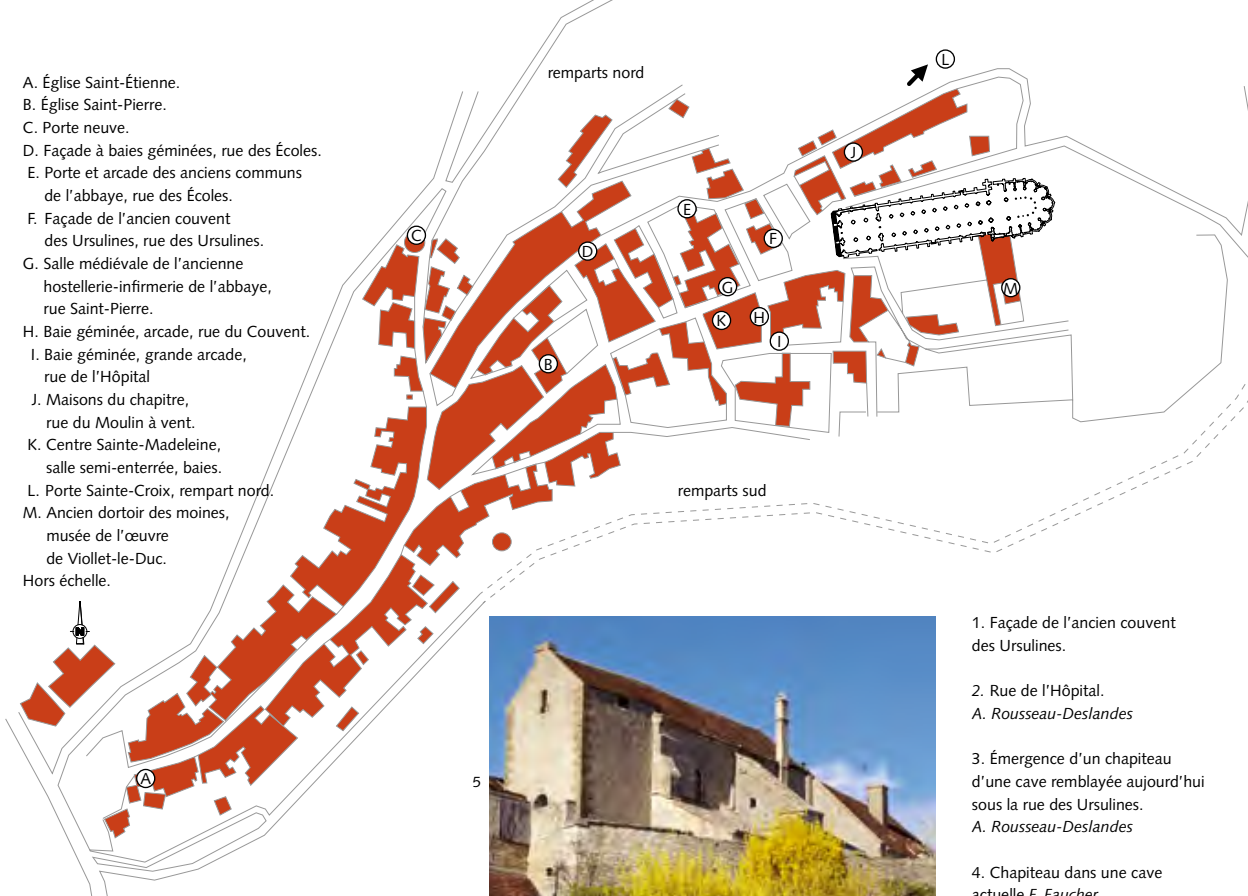 A. Église Saint-Étienne.
B. Église Saint-Pierre.
C. Porte neuve.
D. Façade à baies géminées, rue des Écoles.
E. Porte et arcade des anciens communs
de l'abbaye, rue des Écoles.
F. Façade de l'ancien couvent
des Ursulines, rue des Ursulines.
G. Salle médiévale de l'ancienne
hostellerie-infirmerie de l'abbaye,
rue Saint-Pierre.
H. Baie géminée, arcade, rue du Couvent.
I. Baie géminée, grande arcade,
rue de l'Hôpital
J. Maisons du chapitre,
rue du Moulin à vent.
K. Centre Sainte-Madeleine,
salle semi-enterrée, baies.
L. Porte Sainte-Croix, rempart nord.
M. Ancien dortoir des moines,
musée de l'œuvre
de Viollet-le-Duc.
Hors échelle.
N
remparts nord
L
J
E
C
F
D
G
M
K
H
I
B
remparts sud
A
5
1. Façade de l'ancien couvent
des Ursulines.
2. Rue de l'Hôpital.
A. Rousseau-Deslandes
3. Émergence d'un chapiteau
d'une cave remblayée aujourd'hui
sous la rue des Ursulines.
A. Rousseau-Deslandes
4. Chapiteau dans une cave
actuelle F. Faucher